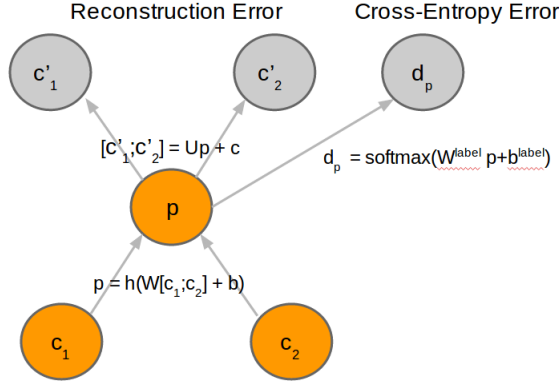 Reconstruction Error
Cross-Entropy Error
c’₁
c’₂
dₚ
[c’₁;c’₂] = Up + c
dₚ = softmax(Wˡᵃᵇᵉˡ p+bˡᵃᵇᵉˡ)
p
p = h(W[c₁;c₂] + b)
c₁
c₂